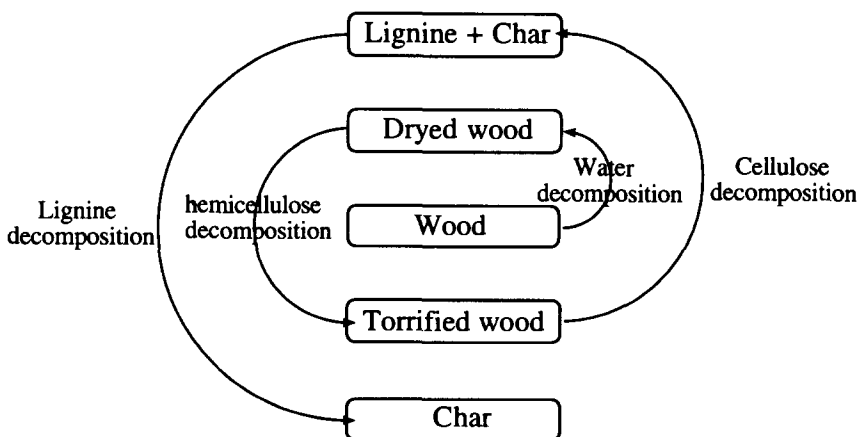 Lignine + Char
Dryed wood
Water
decomposition
Cellulose
decomposition
Lignine
decomposition
hemicellulose
decomposition
Wood
Torrified wood
Char